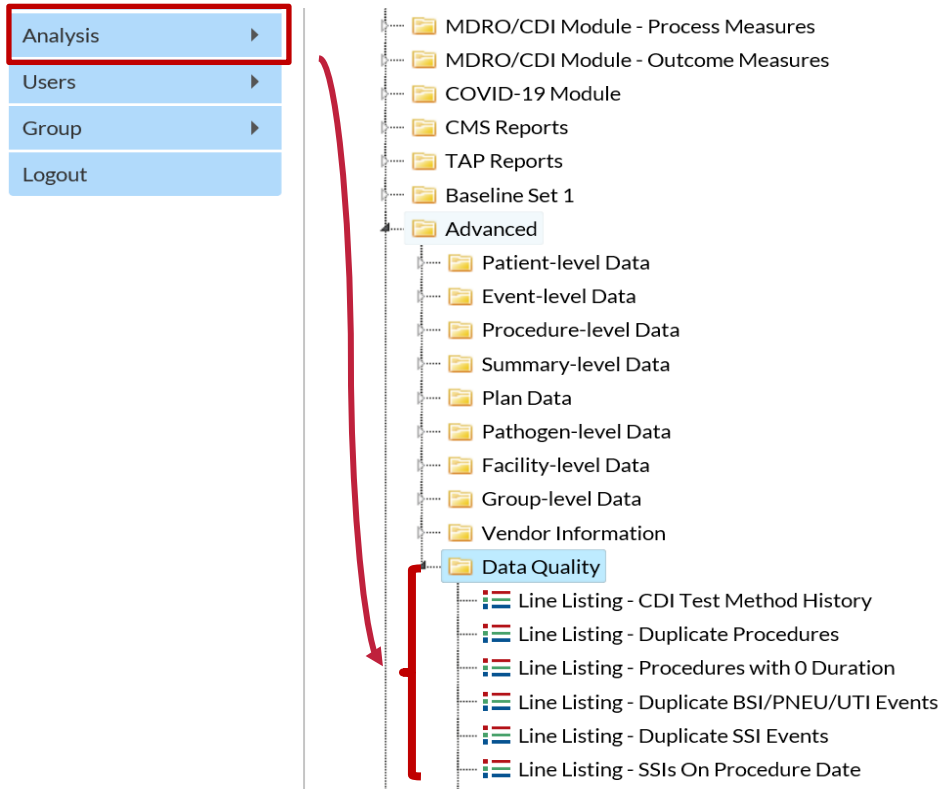 Analysis
Users
Group
Logout
MDRO/CDI Module - Process Measures
MDRO/CDI Module - Outcome Measures
COVID-19 Module
CMS Reports
TAP Reports
Baseline Set 1
Advanced
Patient-level Data
Event-level Data
Procedure-level Data
Summary-level Data
Plan Data
Pathogen-level Data
Facility-level Data
Group-level Data
Vendor Information
Data Quality
Line Listing - CDI Test Method History
Line Listing - Duplicate Procedures
Line Listing - Procedures with 0 Duration
Line Listing - Duplicate BSI/PNEU/UTI Events
Line Listing - Duplicate SSI Events
Line Listing - SSIs On Procedure Date